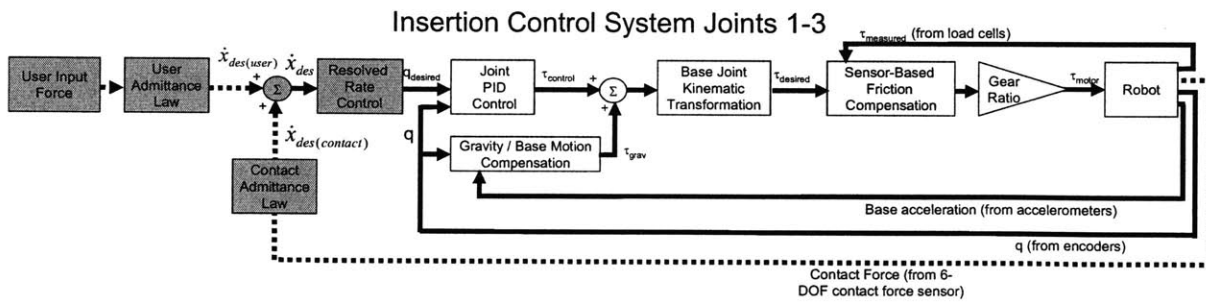 Insertion Control System Joints 1-3
τmeasured (from load cells)
ẋdes(user)
ẋdes
User Input
Force
User
Admittance
Law
+
+
Σ
Resolved
Rate
Control
qdesired
Joint
PID
Control
τcontrol
+
+
Σ
Base Joint
Kinematic
Transformation
τdesired
Sensor-Based
Friction
Compensation
Gear
Ratio
τmotor
Robot
q
ẋdes(contact)
Gravity / Base Motion
Compensation
τgrav
Contact
Admittance
Law
Base acceleration (from accelerometers)
q (from encoders)
Contact Force (from 6-
DOF contact force sensor)